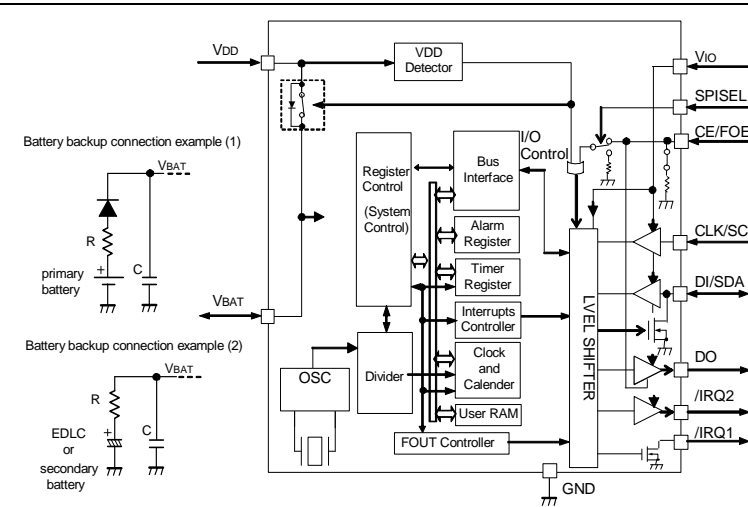 VDD
VDD
Detector
VIO
SPISEL
CE/FOE
Battery backup connection example (1)
VBAT
R
+
C
primary
battery
I/O
Control
Register
Control
(System
Control)
Bus
Interface
Alarm
Register
Timer
Register
CLK/SC
DI/SDA
VBAT
Interrupts
Controller
LVEL SHIFTER
Battery backup connection example (2)
VBAT
R
+
C
EDLC
or
secondary
battery
OSC
Divider
Clock
and
Calender
User RAM
FOUT Controller
DO
/IRQ2
/IRQ1
GND